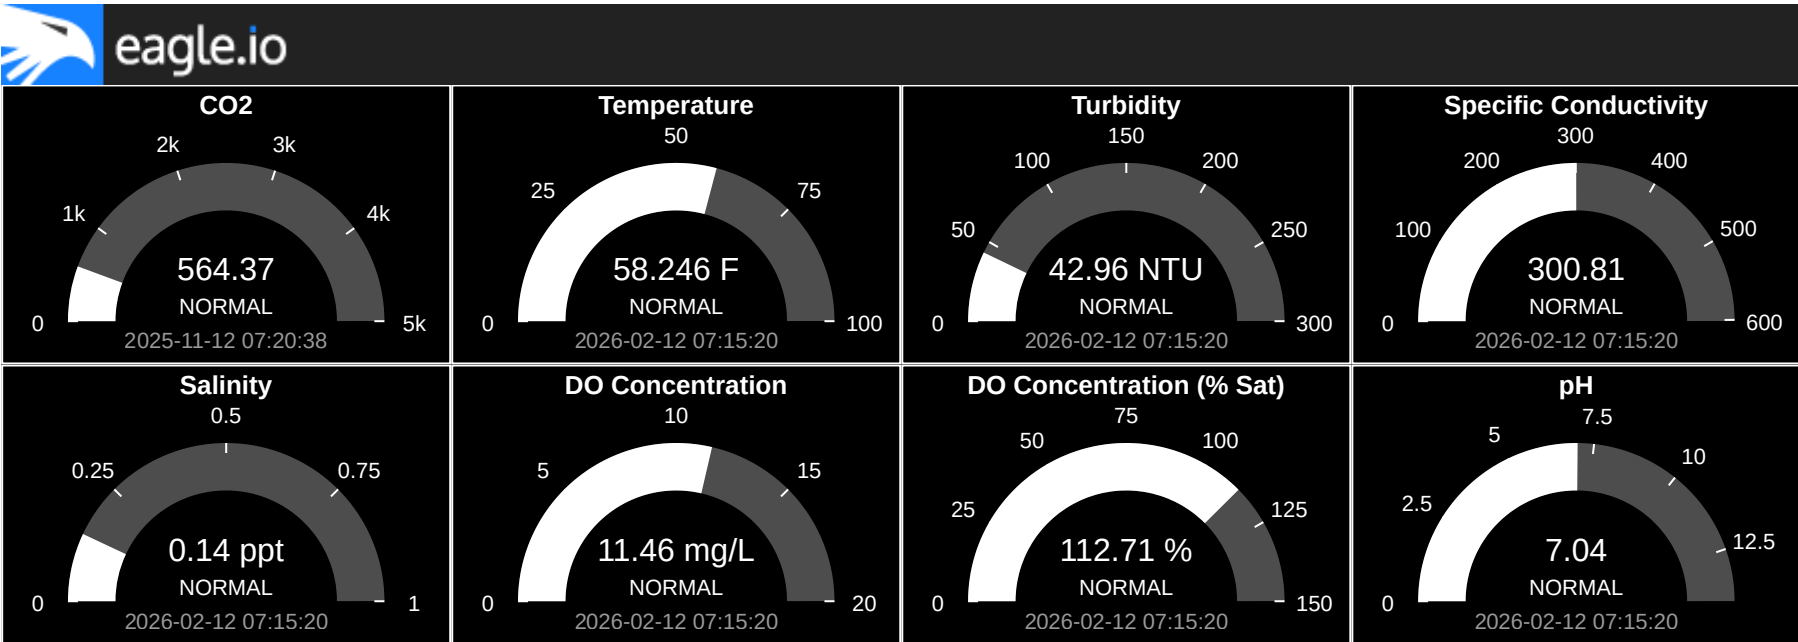 eagle.io
CO2
2k 3k
1k 4k
564.37
NORMAL
0 5k
2025-11-12 07:20:38
Temperature
50
25 75
58.246 F
NORMAL
0 100
2026-02-12 07:15:20
Turbidity
150
100 200
50 250
42.96 NTU
NORMAL
0 300
2026-02-12 07:15:20
Specific Conductivity
300
200 400
100 500
300.81
NORMAL
0 600
2026-02-12 07:15:20
Salinity
0.5
0.25 0.75
0.14 ppt
NORMAL
0 1
2026-02-12 07:15:20
DO Concentration
10
5 15
11.46 mg/L
NORMAL
0 20
2026-02-12 07:15:20
DO Concentration (% Sat)
75
50 100
25 125
112.71 %
NORMAL
0 150
2026-02-12 07:15:20
pH
7.5
5 10
2.5 12.5
7.04
NORMAL
0
2026-02-12 07:15:20